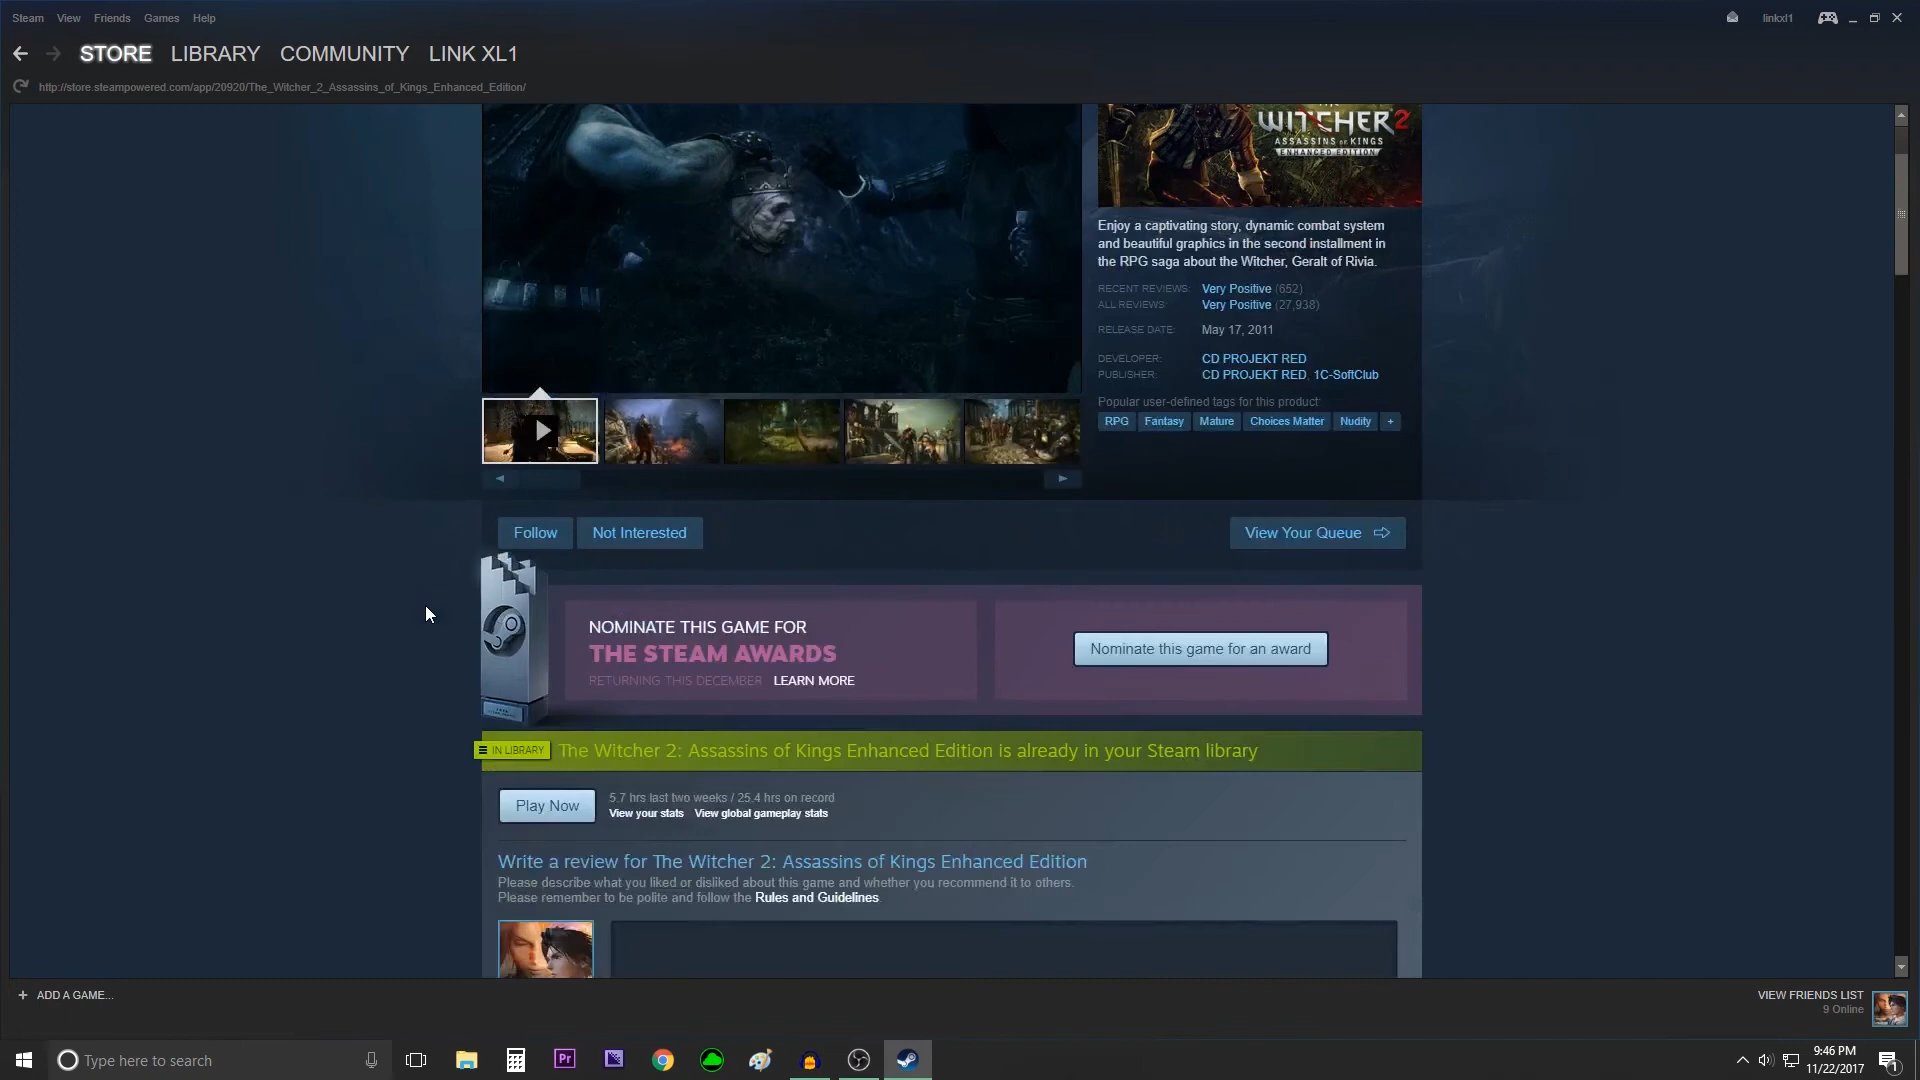 Steam View Friends Games Help
linkxl1
STORE LIBRARY COMMUNITY LINK XL1
http://store.steampowered.com/app/20920/The_Witcher_2_Assassins_of_Kings_Enhanced_Edition/
WITCHER 2
ASSASSINS OF KINGS
ENHANCED EDITION
Enjoy a captivating story, dynamic combat system
and beautiful graphics in the second installment in
the RPG saga about the Witcher, Geralt of Rivia.
RECENT REVIEWS: Very Positive (652)
ALL REVIEWS: Very Positive (27,938)
RELEASE DATE: May 17, 2011
DEVELOPER: CD PROJEKT RED
PUBLISHER: CD PROJEKT RED, 1C-SoftClub
Popular user-defined tags for this product:
RPG Fantasy Mature Choices Matter Nudity +
Follow Not Interested View Your Queue
NOMINATE THIS GAME FOR
THE STEAM AWARDS
RETURNING THIS DECEMBER LEARN MORE
Nominate this game for an award
IN LIBRARY The Witcher 2: Assassins of Kings Enhanced Edition is already in your Steam library
Play Now
5.7 hrs last two weeks / 25.4 hrs on record
View your stats View global gameplay stats
Write a review for The Witcher 2: Assassins of Kings Enhanced Edition
Please describe what you liked or disliked about this game and whether you recommend it to others.
Please remember to be polite and follow the Rules and Guidelines.
+ ADD A GAME...
VIEW FRIENDS LIST
9 Online
Type here to search
Pr
9:46 PM
11/22/2017
1